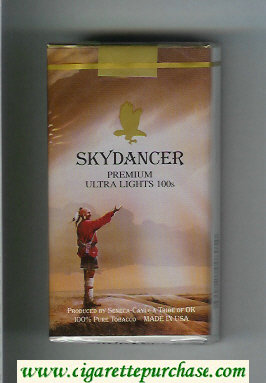 SKYDANCER
PREMIUM
ULTRA LIGHTS 100s
PRODUCED BY SENECA-CAYUGA TRIBE OF OK
100% PURE TOBACCO MADE IN USA
www.cigarettepurchase.com